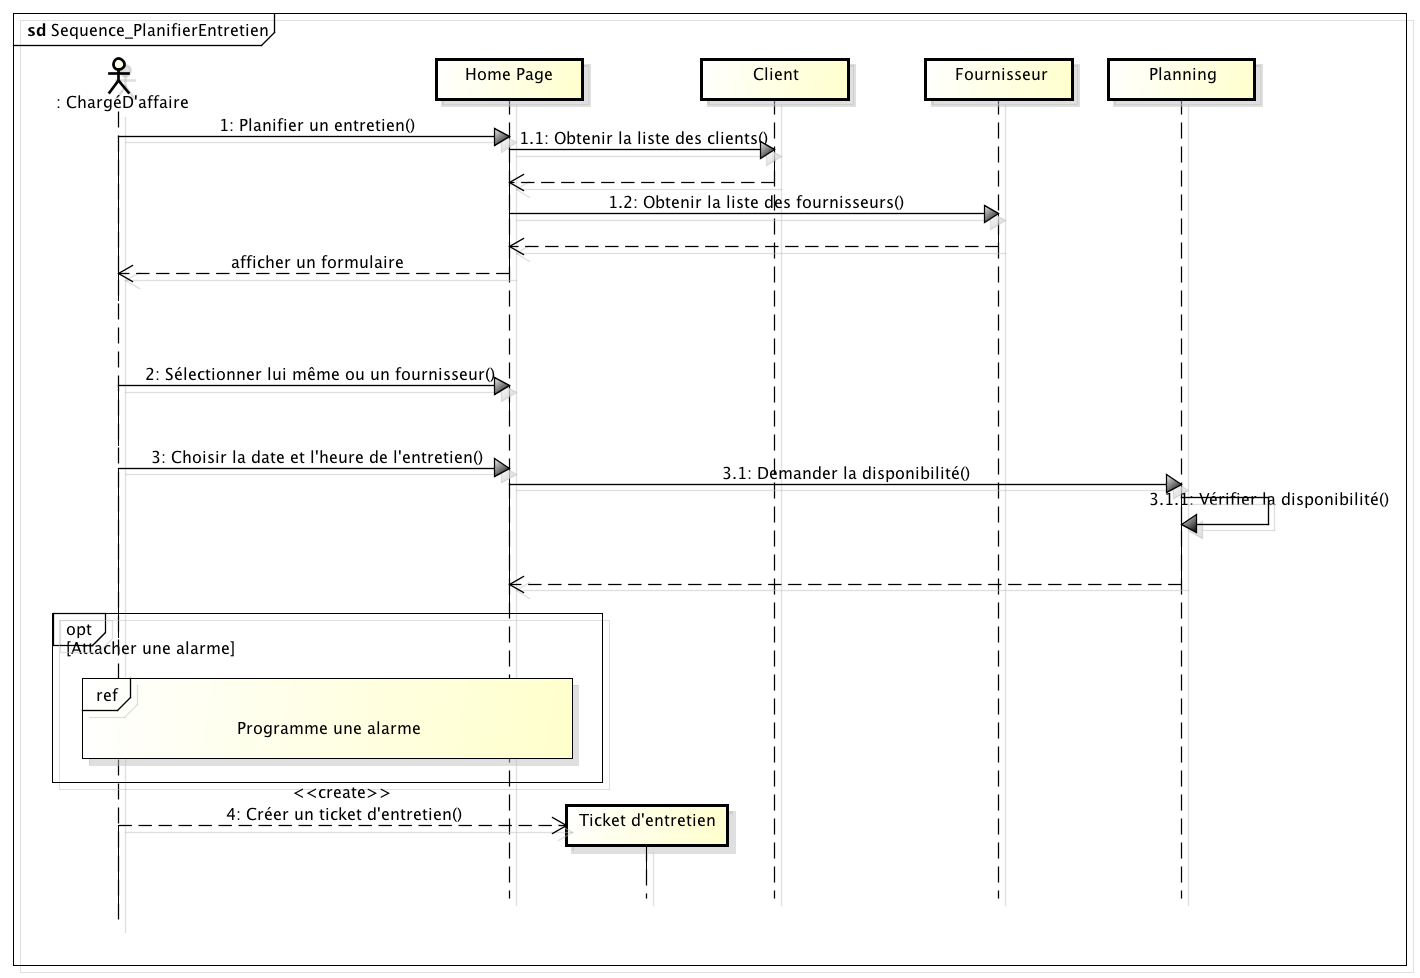 sd Sequence_PlanifierEntretien
: ChargéD'affaire
Home Page
Client
Fournisseur
Planning
1: Planifier un entretien()
1.1: Obtenir la liste des clients()
1.2: Obtenir la liste des fournisseurs()
afficher un formulaire
2: Sélectionner lui même ou un fournisseur()
3: Choisir la date et l'heure de l'entretien()
3.1: Demander la disponibilité()
3.1.1: Vérifier la disponibilité()
opt
[Attacher une alarme]
ref
Programme une alarme
<<create>>
4: Créer un ticket d'entretien()
Ticket d'entretien